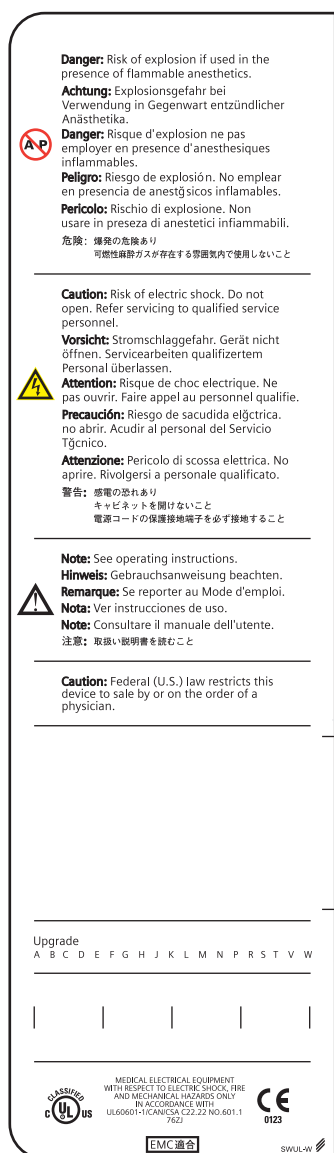 Danger: Risk of explosion if used in the
presence of flammable anesthetics.
Achtung: Explosionsgefahr bei
Verwendung in Gegenwart entzündlicher
Anästhetika.
AP
Danger: Risque d'explosion ne pas
employer en presence d'anesthesiques
inflammables.
Peligro: Riesgo de explosión. No emplear
en presencia de anestğsicos inflamables.
Pericolo: Rischio di explosione. Non
usare in preseza di anestetici infiammabili.
危険: 爆発の危険あり
可燃性麻酔ガスが存在する雰囲気内で使用しないこと
Caution: Risk of electric shock. Do not
open. Refer servicing to qualified service
personnel.
Vorsicht: Stromschlaggefahr. Gerät nicht
öffnen. Servicearbeiten qualifizertem
Personal überlassen.
Attention: Risque de choc electrique. Ne
pas ouvrir. Faire appel au personnel qualifie.
Precaución: Riesgo de sacudida elğctrica.
no abrir. Acudir al personal del Servicio
Tğcnico.
Attenzione: Pericolo di scossa elettrica. No
aprire. Rivolgersi a personale qualificato.
警告: 感電の恐れあり
キャビネットを開けないこと
電源コードの保護接地端子を必ず接地すること
Note: See operating instructions.
Hinweis: Gebrauchsanweisung beachten.
Remarque: Se reporter au Mode d'emploi.
Nota: Ver instrucciones de uso.
Note: Consultare il manuale dell'utente.
注意: 取扱い説明書を読むこと
Caution: Federal (U.S.) law restricts this
device to sale by or on the order of a
physician.
Upgrade
A B C D E F G H J K L M N P R S T V W
CLASSIFIED
C UL US
MEDICAL ELECTRICAL EQUIPMENT
WITH RESPECT TO ELECTRIC SHOCK, FIRE
AND MECHANICAL HAZARDS ONLY
IN ACCORDANCE WITH
UL60601-1/CAN/CSA C22.22 NO.601.1
76ZJ
CE
0123
EMC適合
SWUL-W